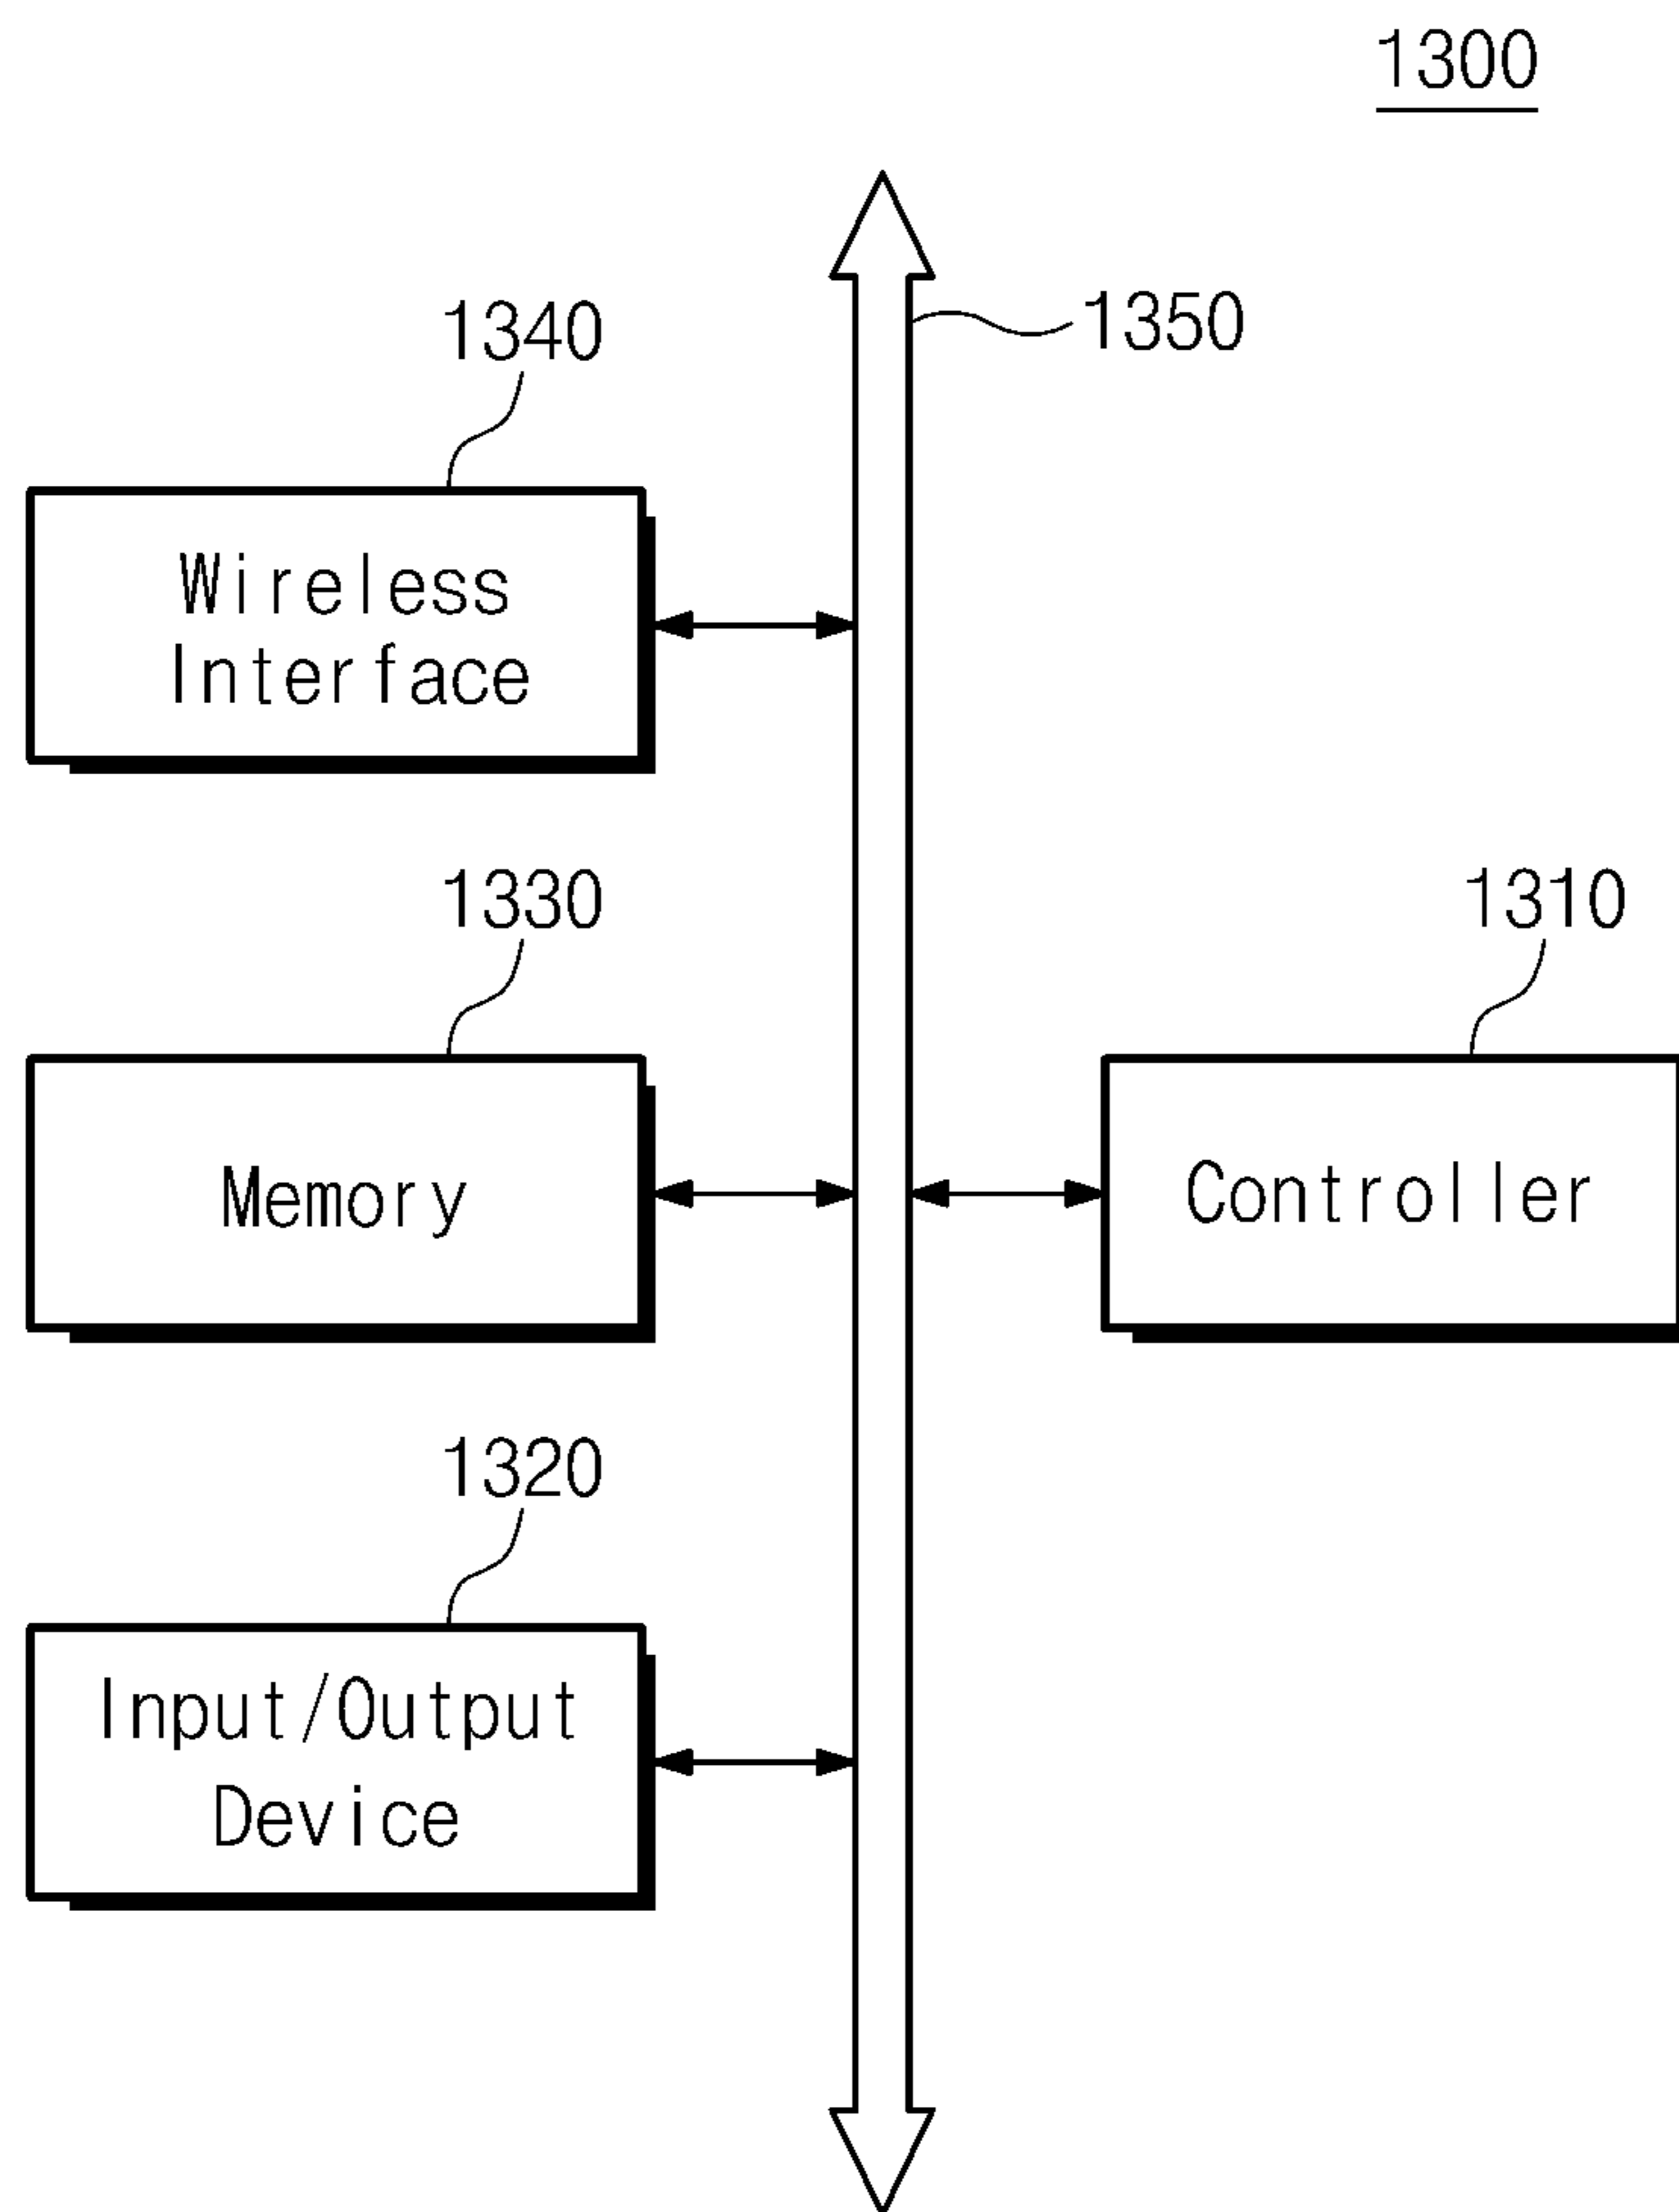 1300
1350
1340
Wireless
Interface
1330
Memory
1310
Controller
1320
Input/Output
Device